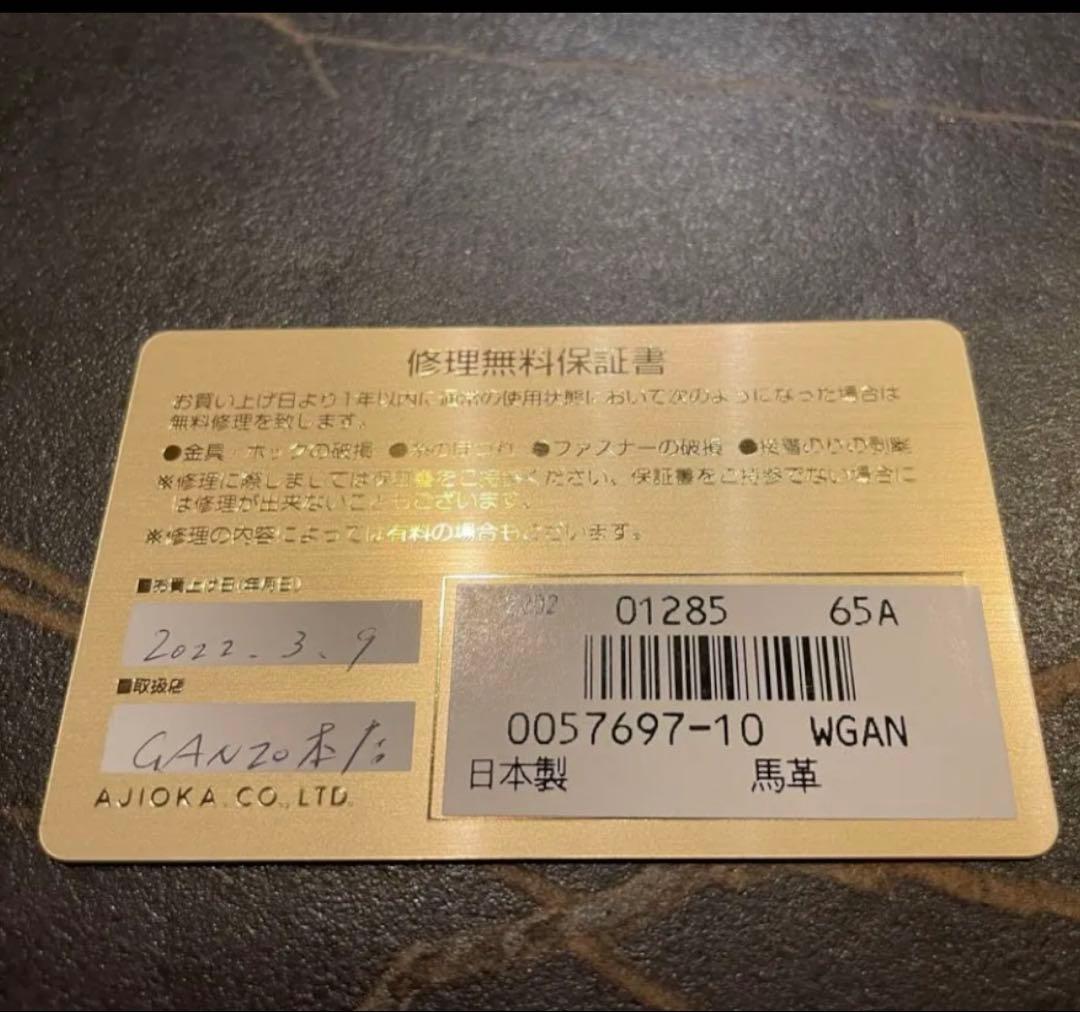 修理無料保証書
お買い上げ日より1年以内に通常の使用状態において次のようになった場合は
無料修理を致します。
●金具・ホックの破損 ●糸のほつれ ●ファスナーの破損 ●接着のりの剥離
※修理に際しましては保証書をご持参ください、保証書をご持参でない場合に
は修理が出来ないこともございます。
※修理の内容によっては有料の場合もございます。
■お買上げ日(年月日)
2022.3.9
■取扱店
GANZO本店
AJIOKA.CO.,LTD.
2202 01285 65A
0057697-10 WGAN
日本製 馬革